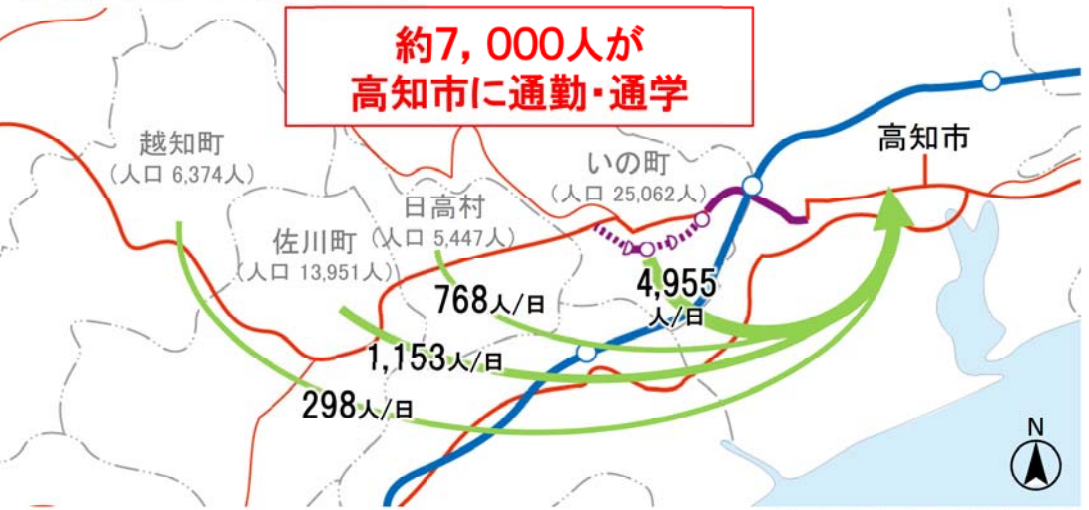 約7,000人が
高知市に通勤・通学
高知市
越知町
(人口 6,374人)
いの町
(人口 25,062人)
日高村
(人口 5,447人)
佐川町
(人口 13,951人)
4,955
人/日
768人/日
1,153人/日
298人/日
N